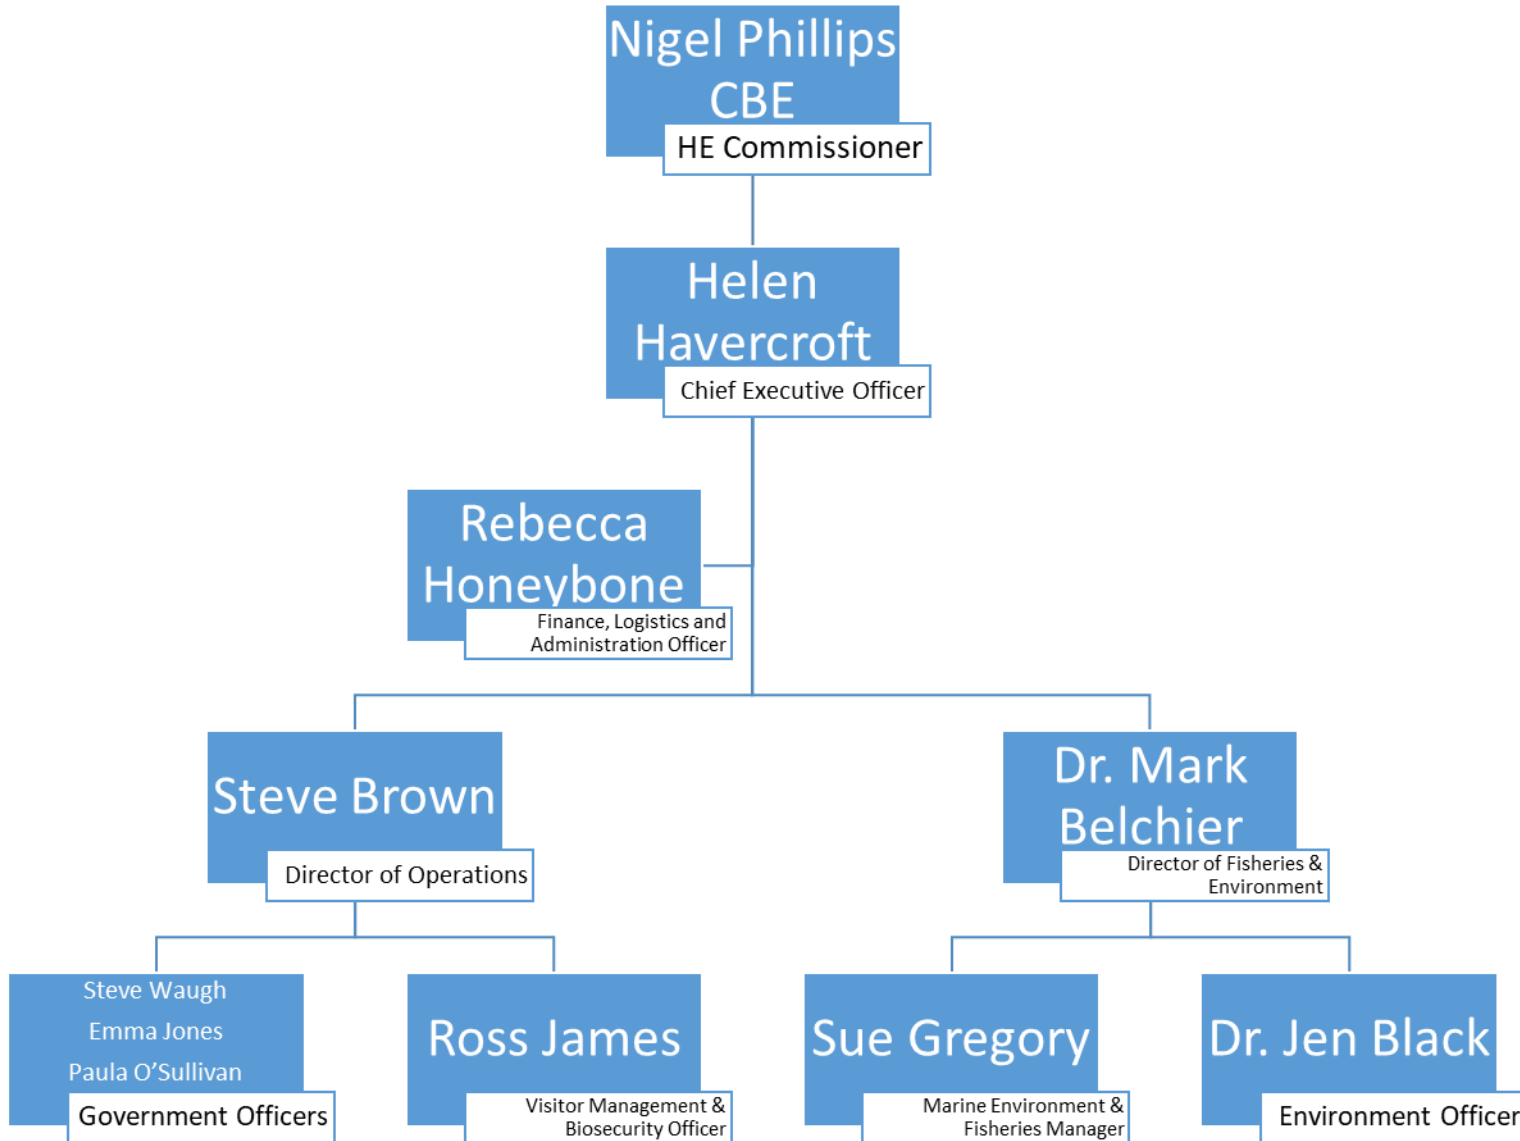 Nigel Phillips
CBE
HE Commissioner
Helen
Havercroft
Chief Executive Officer
Rebecca
Honeybone
Finance, Logistics and
Administration Officer
Steve Brown
Director of Operations
Dr. Mark
Belchier
Director of Fisheries &
Environment
Steve Waugh
Emma Jones
Paula O’Sullivan
Government Officers
Ross James
Visitor Management &
Biosecurity Officer
Sue Gregory
Marine Environment &
Fisheries Manager
Dr. Jen Black
Environment Officer